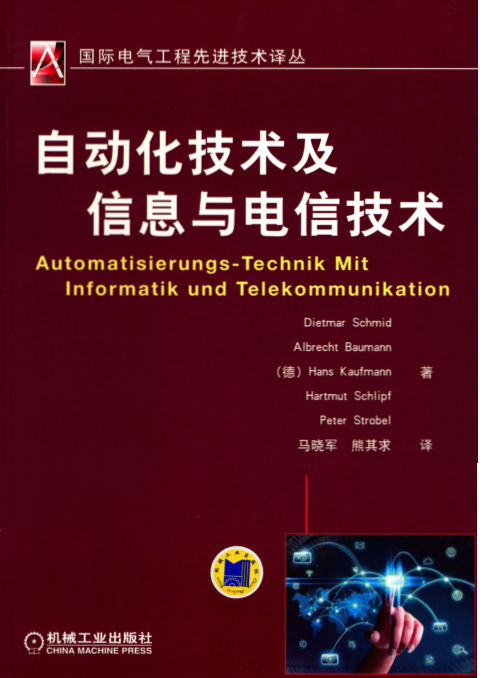 国际电气工程先进技术译丛
自动化技术及
信息与电信技术
Automatisierungs-Technik Mit
Informatik und Telekommunikation
Dietmar Schmid
Albrecht Baumann
(德) Hans Kaufmann 著
Hartmut Schlipf
Peter Strobel
马晓军 熊其求 译
机械工业出版社
CHINA MACHINE PRESS